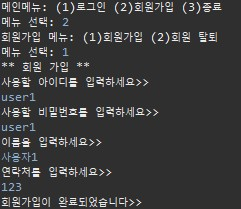 메인메뉴: (1)로그인 (2)회원가입 (3)종료
메뉴 선택: 2
회원가입 메뉴: (1)회원가입 (2)회원 탈퇴
메뉴 선택: 1
** 회원 가입 **
사용할 아이디를 입력하세요>>
user1
사용할 비밀번호를 입력하세요>>
user1
이름을 입력하세요>>
사용자1
연락처를 입력하세요>>
123
회원가입이 완료되었습니다>>